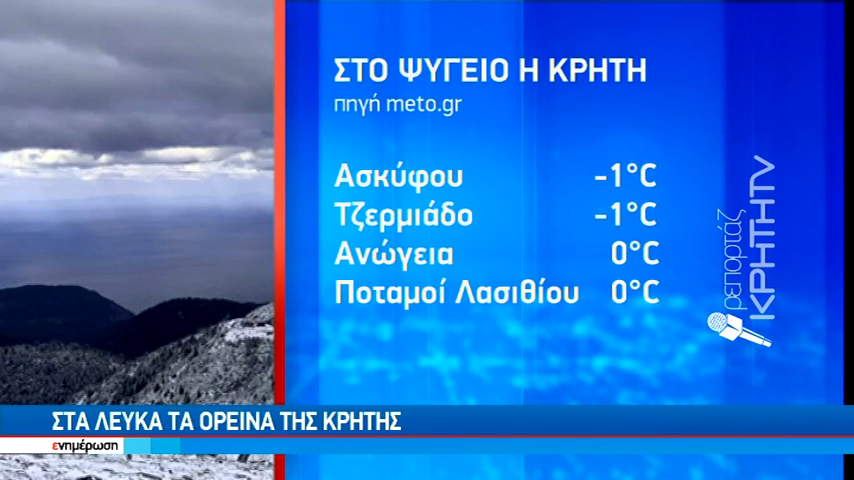 ΣΤΟ ΨΥΓΕΙΟ Η ΚΡΗΤΗ
πηγή meto.gr
Ασκύφου -1°C
Τζερμιάδο -1°C
Ανώγεια 0°C
Ποταμοί Λασιθίου 0°C
ρεπορτάζ
ΚΡΗΤΗTV
ΣΤΑ ΛΕΥΚΑ ΤΑ ΟΡΕΙΝΑ ΤΗΣ ΚΡΗΤΗΣ
ενημέρωση